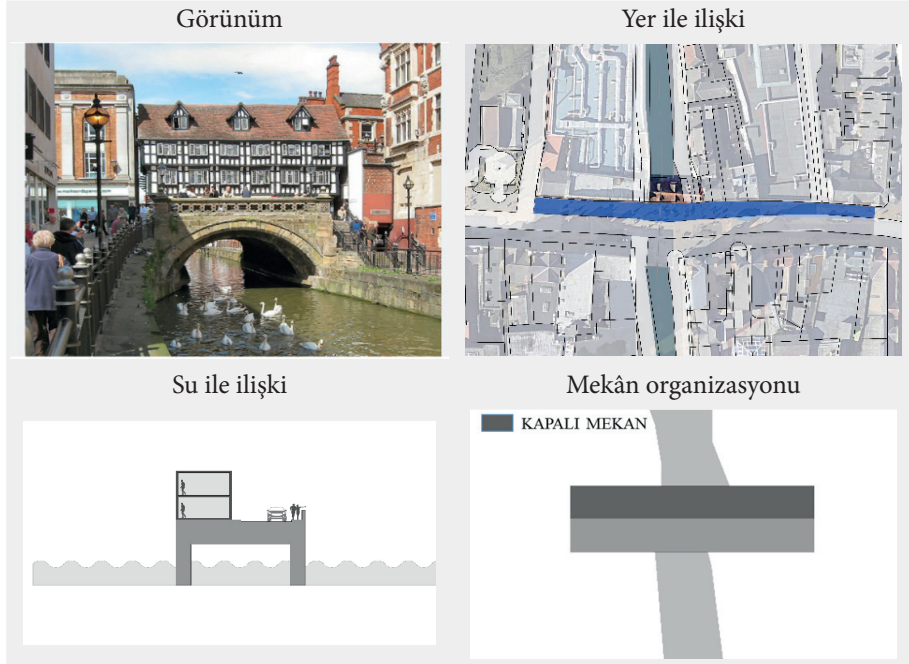 Görünüm
Yer ile ilişki
Su ile ilişki
Mekân organizasyonu
KAPALI MEKAN